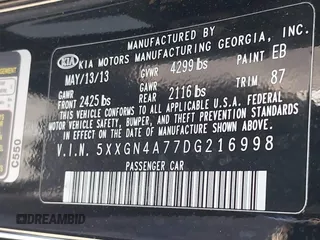 MANUFACTURED BY
KIA KIA MOTORS MANUFACTURING GEORGIA, INC.
MAY/13/13 GVWR 4299 lbs PAINT EB
GAWR FRONT 2425 lbs GAWR REAR 2116 lbs TRIM 87
THIS VEHICLE CONFORMS TO ALL APPLICABLE U.S.A. FEDERAL
MOTOR VEHICLE SAFETY, BUMPER, AND THEFT PREVENTION STANDARDS
IN EFFECT ON THE DATE OF MANUFACTURE SHOWN ABOVE.
V.I.N. 5XXGN4A77DG216998
PASSENGER CAR
C550
DREAMBID